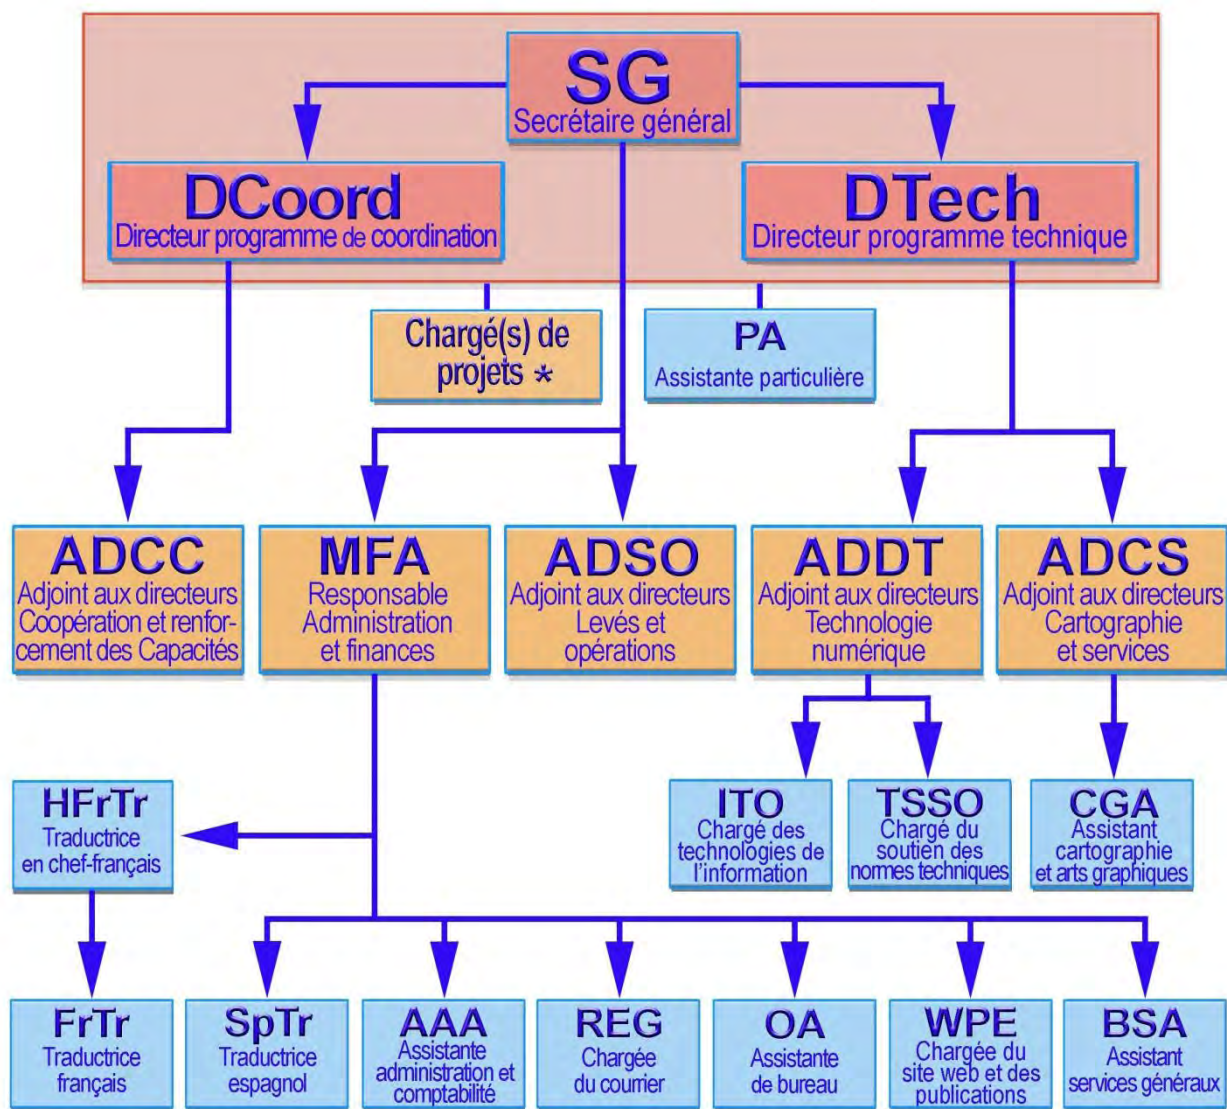 SG
Secrétaire général
DCoord
Directeur programme de coordination
DTech
Directeur programme technique
Chargé(s) de
projets *
PA
Assistante particulière
ADCC
Adjoint aux directeurs
Coopération et renfor-
cement des Capacités
MFA
Responsable
Administration
et finances
ADSO
Adjoint aux directeurs
Levés et
opérations
ADDT
Adjoint aux directeurs
Technologie
numérique
ADCS
Adjoint aux directeurs
Cartographie
et services
HFrTr
Traductrice
en chef-français
ITO
Chargé des
technologies de
l'information
TSSO
Chargé du
soutien des
normes techniques
CGA
Assistant
cartographie
et arts graphiques
FrTr
Traductrice
français
SpTr
Traductrice
espagnol
AAA
Assistante
administration et
comptabilité
REG
Chargée
du courrier
OA
Assistante
de bureau
WPE
Chargée du
site web et des
publications
BSA
Assistant
services généraux